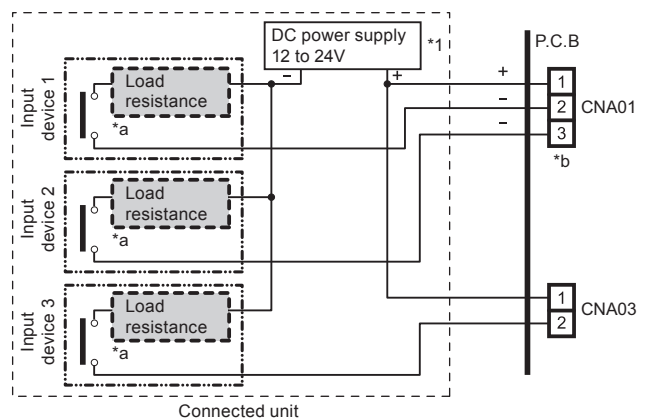 DC power supply
12 to 24V
*1
–
+
P.C.B
Input
device 1
Load
resistance
*a
+
–
–
1
2
3
CNA01
*b
Input
device 2
Load
resistance
*a
Input
device 3
Load
resistance
*a
1
2
CNA03
Connected unit